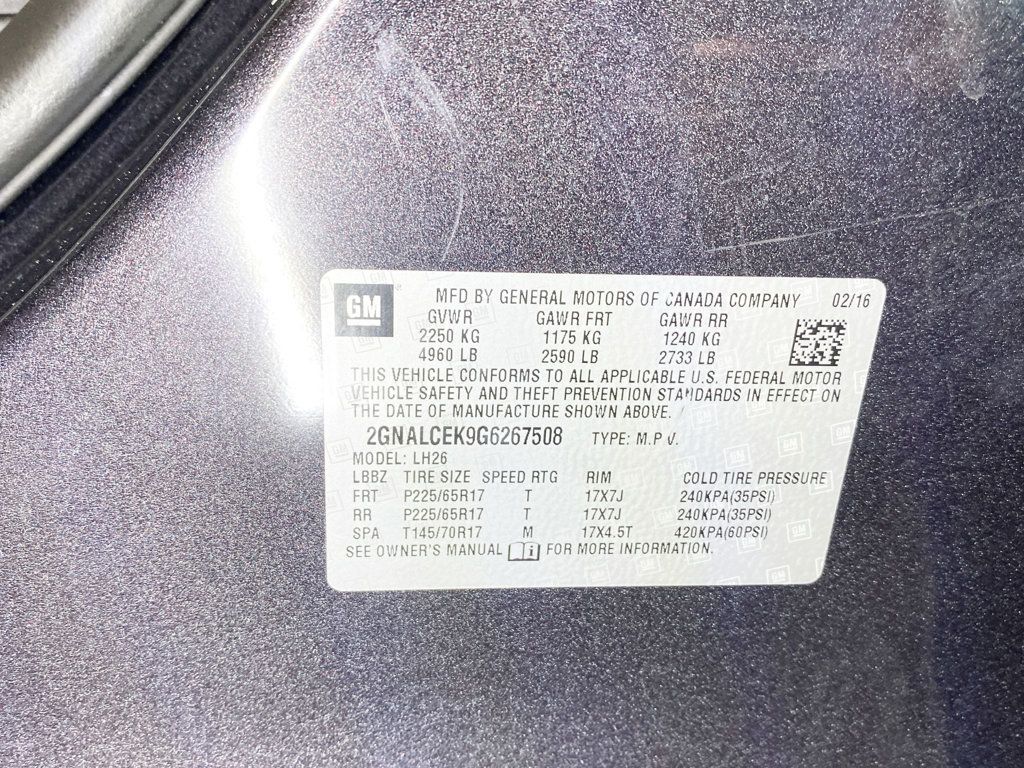 GM MFD BY GENERAL MOTORS OF CANADA COMPANY 02/16
GVWR GAWR FRT GAWR RR
2250 KG 1175 KG 1240 KG
4960 LB 2590 LB 2733 LB
THIS VEHICLE CONFORMS TO ALL APPLICABLE U.S. FEDERAL MOTOR
VEHICLE SAFETY AND THEFT PREVENTION STANDARDS IN EFFECT ON
THE DATE OF MANUFACTURE SHOWN ABOVE.
2GNALCEK9G6267508 TYPE: M.P.V.
MODEL: LH26
LBBZ TIRE SIZE SPEED RTG RIM COLD TIRE PRESSURE
FRT P225/65R17 T 17X7J 240KPA(35PSI)
RR P225/65R17 T 17X7J 240KPA(35PSI)
SPA T145/70R17 M 17X4.5T 420KPA(60PSI)
SEE OWNER'S MANUAL i FOR MORE INFORMATION.